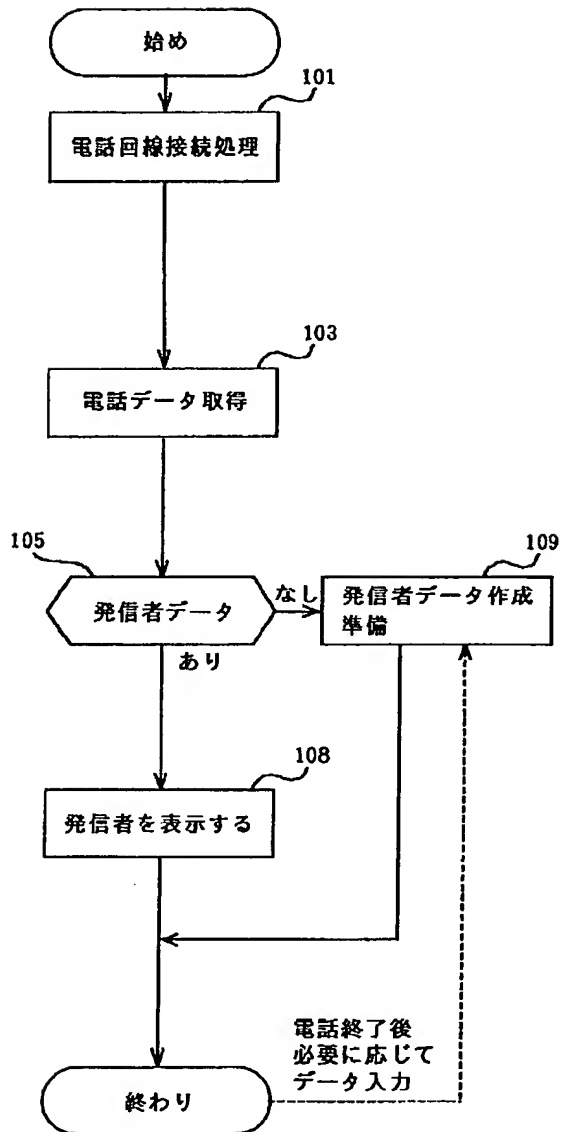 始め
101
電話回線接続処理
103
電話データ取得
105
発信者データ
なし
109
発信者データ作成
準備
あり
108
発信者を表示する
電話終了後
必要に応じて
データ入力
終わり